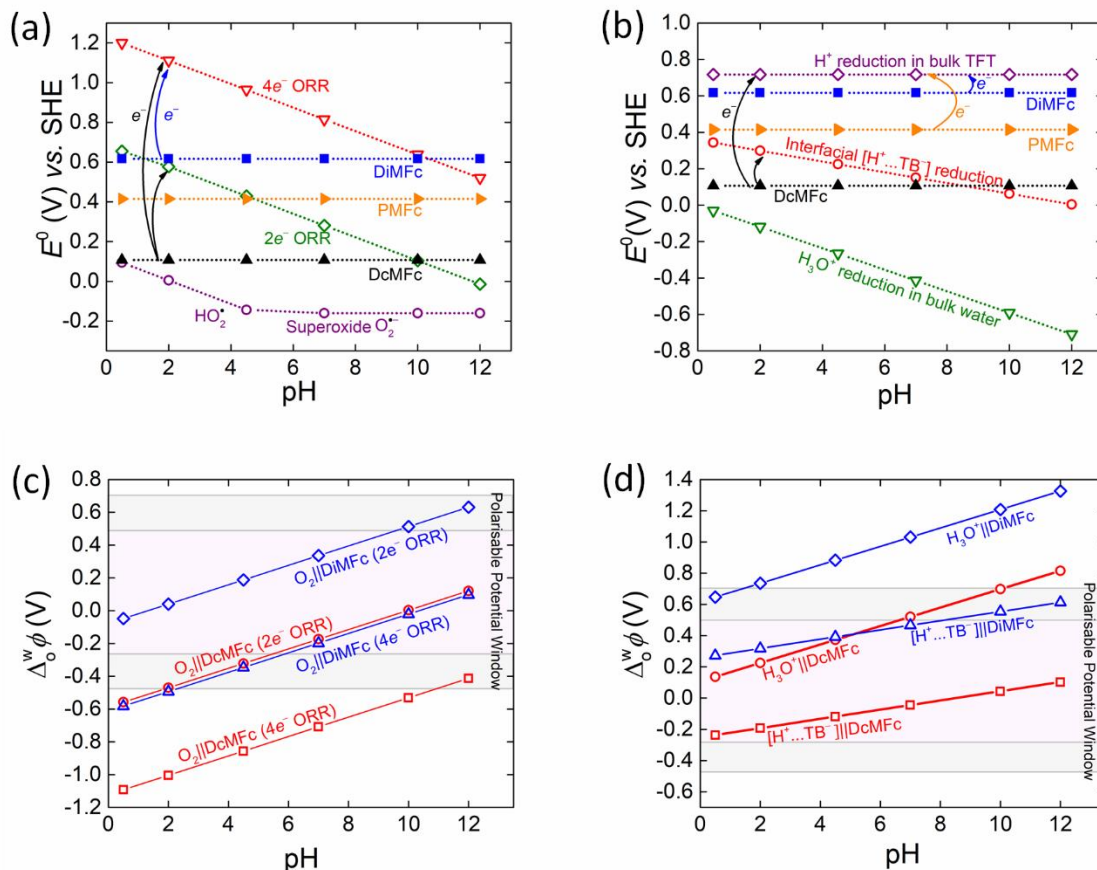 (a)
E⁰ (V) vs. SHE
1.2
1.0
0.8
0.6
0.4
0.2
0.0
-0.2
4e⁻ ORR
e⁻
e⁻
DiMFc
PMFc
2e⁻ ORR
DcMFc
HO₂•
Superoxide O₂•⁻
0 2 4 6 8 10 12
pH
(b)
E⁰(V) vs. SHE
1.0
0.8
0.6
0.4
0.2
0.0
-0.2
-0.4
-0.6
-0.8
H⁺ reduction in bulk TFT
e⁻
e⁻
DiMFc
e⁻
PMFc
Interfacial [H⁺...TB⁻] reduction
DcMFc
H₃O⁺ reduction in bulk water
0 2 4 6 8 10 12
pH
(c)
Δₒʷϕ (V)
0.8
0.6
0.4
0.2
0.0
-0.2
-0.4
-0.6
-0.8
-1.0
-1.2
O₂||DiMFc (2e⁻ ORR)
O₂||DcMFc (2e⁻ ORR)
O₂||DiMFc (4e⁻ ORR)
O₂||DcMFc (4e⁻ ORR)
Polarisable Potential Window
0 2 4 6 8 10 12
pH
(d)
Δₒʷϕ (V)
1.4
1.2
1.0
0.8
0.6
0.4
0.2
0.0
-0.2
-0.4
-0.6
H₃O⁺||DiMFc
[H⁺...TB⁻]||DiMFc
H₃O⁺||DcMFc
[H⁺...TB⁻]||DcMFc
Polarisable Potential Window
0 2 4 6 8 10 12
pH